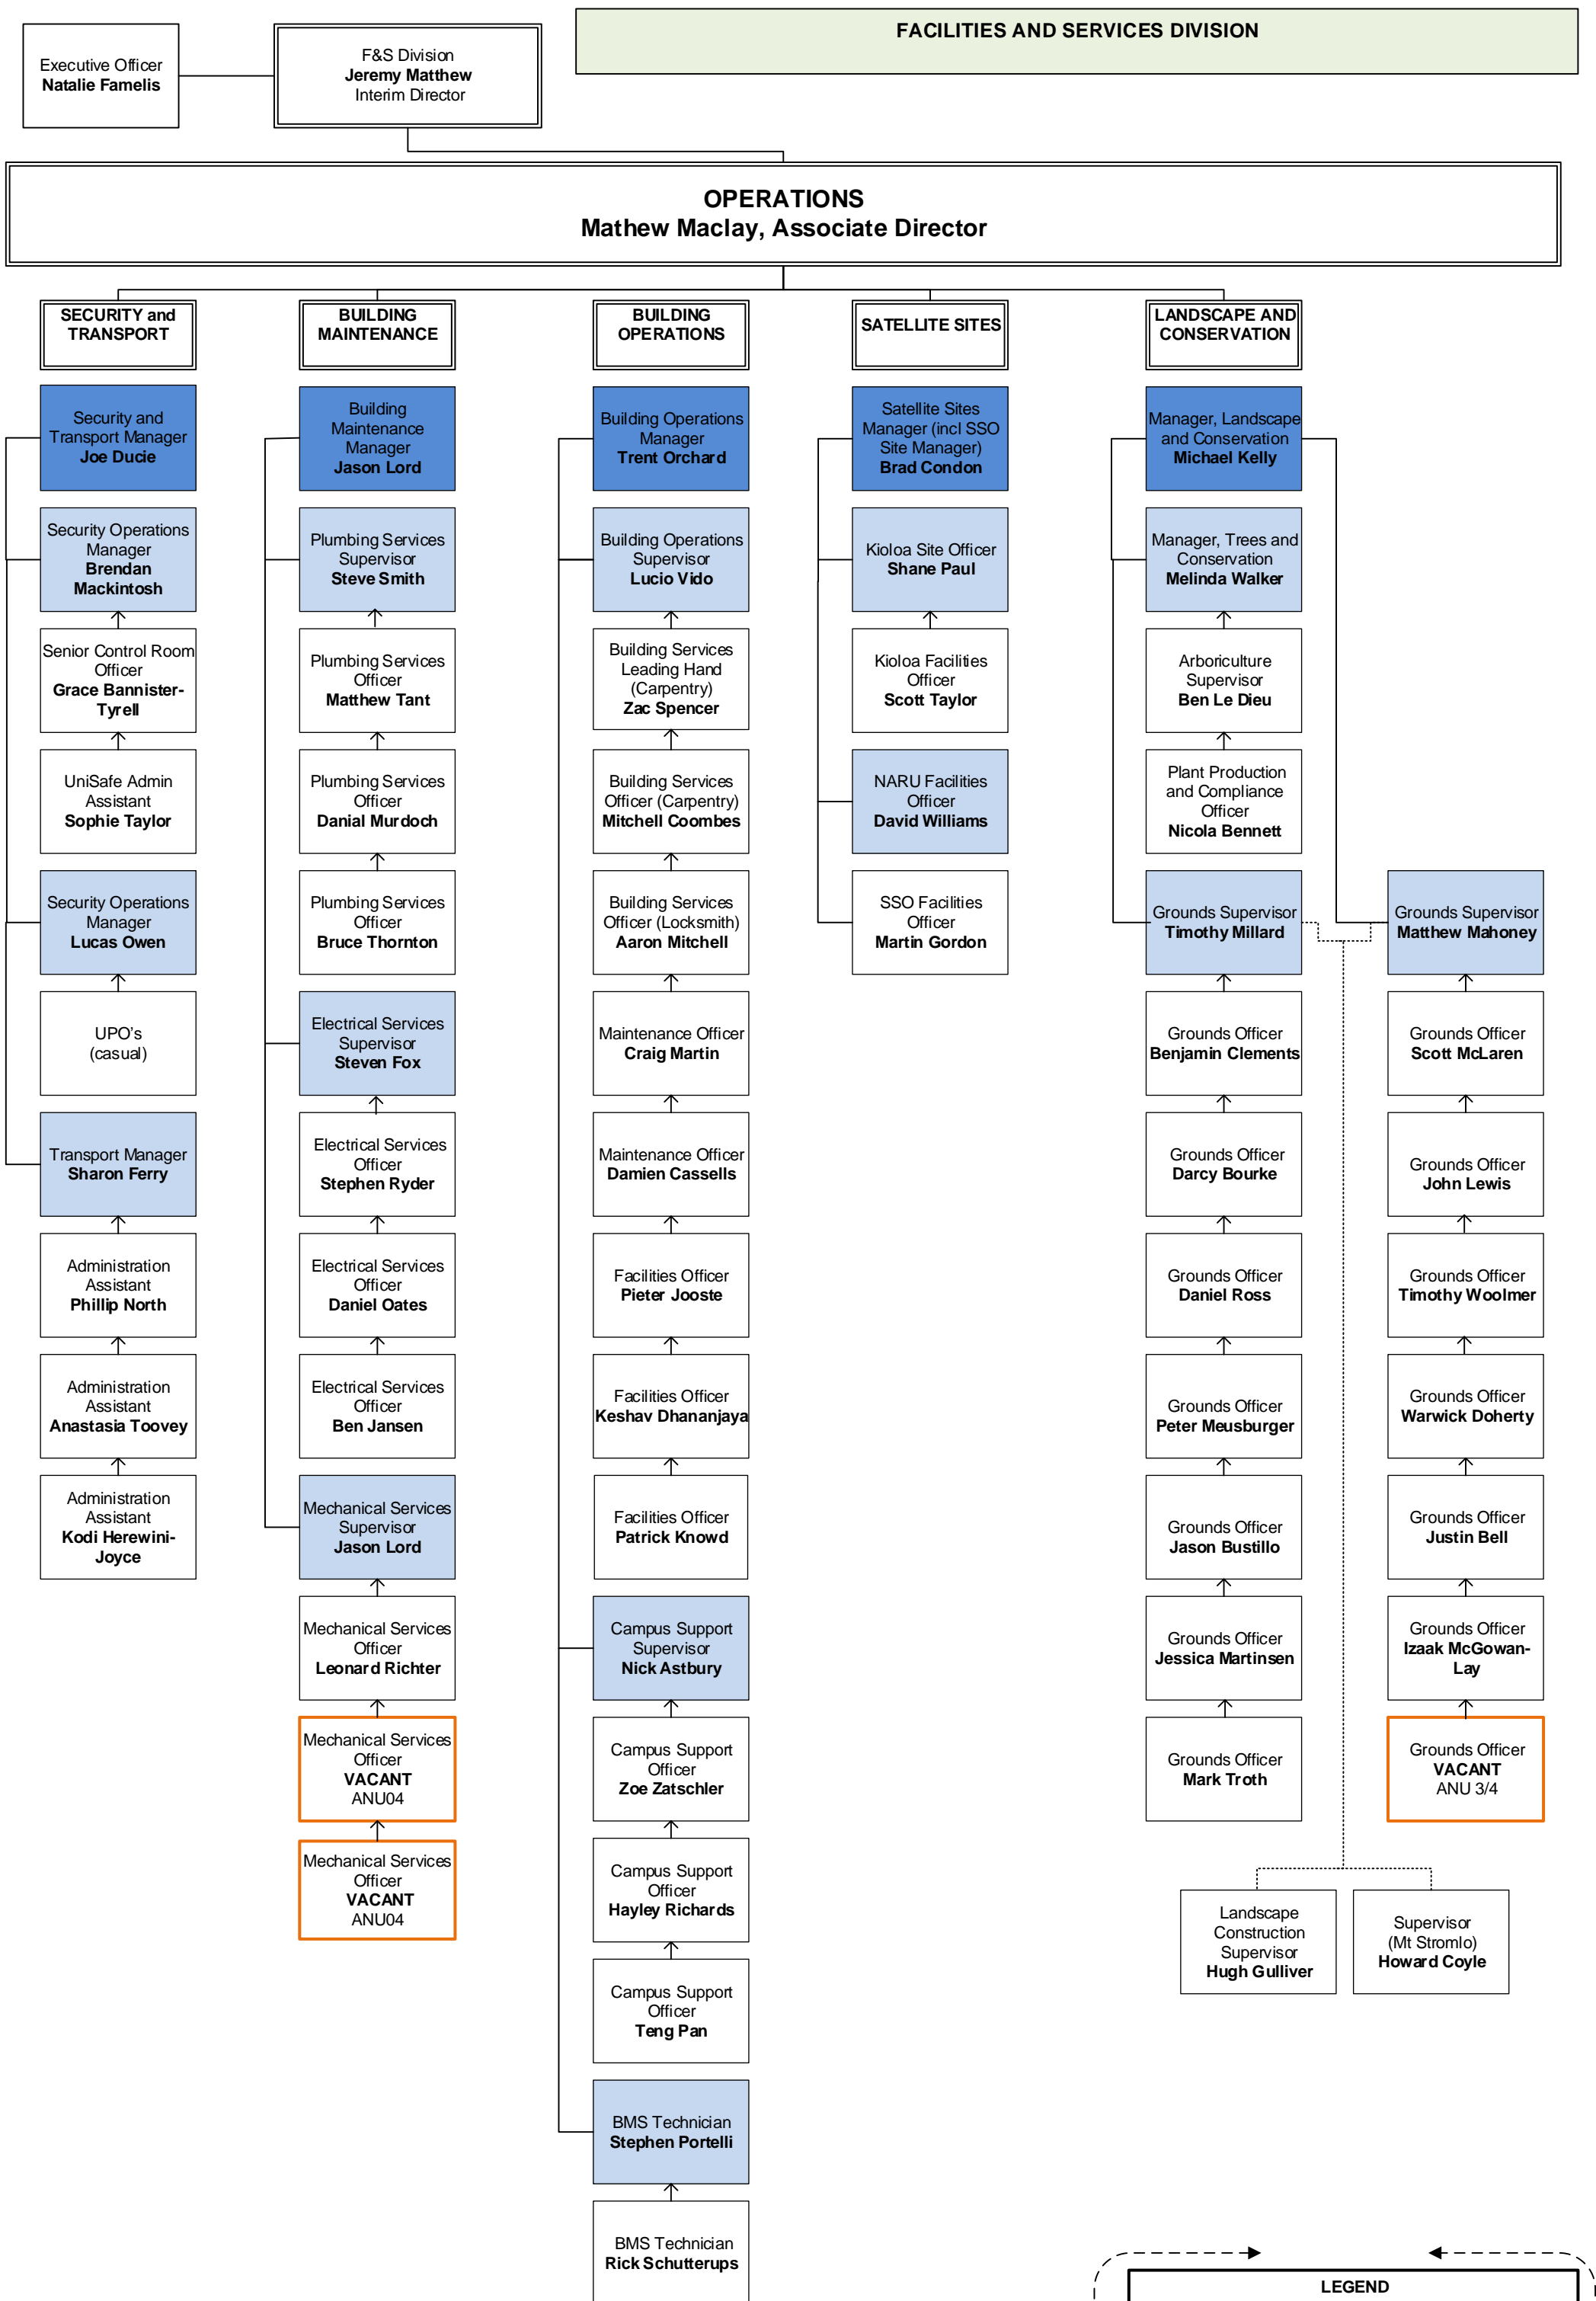 FACILITIES AND SERVICES DIVISION
Executive Officer
Natalie Famelis
F&S Division
Jeremy Matthew
Interim Director
OPERATIONS
Mathew Maclay, Associate Director
SECURITY and
TRANSPORT
Security and
Transport Manager
Joe Ducie
Security Operations
Manager
Brendan
Mackintosh
Senior Control Room
Officer
Grace Bannister-
Tyrell
UniSafe Admin
Assistant
Sophie Taylor
Security Operations
Manager
Lucas Owen
UPO's
(casual)
Transport Manager
Sharon Ferry
Administration
Assistant
Phillip North
Administration
Assistant
Anastasia Toovey
Administration
Assistant
Kodi Herewini-
Joyce
BUILDING
MAINTENANCE
Building
Maintenance
Manager
Jason Lord
Plumbing Services
Supervisor
Steve Smith
Plumbing Services
Officer
Matthew Tant
Plumbing Services
Officer
Danial Murdoch
Plumbing Services
Officer
Bruce Thornton
Electrical Services
Supervisor
Steven Fox
Electrical Services
Officer
Stephen Ryder
Electrical Services
Officer
Daniel Oates
Electrical Services
Officer
Ben Jansen
Mechanical Services
Supervisor
Jason Lord
Mechanical Services
Officer
Leonard Richter
Mechanical Services
Officer
VACANT
ANU04
Mechanical Services
Officer
VACANT
ANU04
BUILDING
OPERATIONS
Building Operations
Manager
Trent Orchard
Building Operations
Supervisor
Lucio Vido
Building Services
Leading Hand
(Carpentry)
Zac Spencer
Building Services
Officer (Carpentry)
Mitchell Coombes
Building Services
Officer (Locksmith)
Aaron Mitchell
Maintenance Officer
Craig Martin
Maintenance Officer
Damien Cassells
Facilities Officer
Pieter Jooste
Facilities Officer
Keshav Dhananjaya
Facilities Officer
Patrick Knowd
Campus Support
Supervisor
Nick Astbury
Campus Support
Officer
Zoe Zatschler
Campus Support
Officer
Hayley Richards
Campus Support
Officer
Teng Pan
BMS Technician
Stephen Portelli
BMS Technician
Rick Schutterups
SATELLITE SITES
Satellite Sites
Manager (incl SSO
Site Manager)
Brad Condon
Kioloa Site Officer
Shane Paul
Kioloa Facilities
Officer
Scott Taylor
NARU Facilities
Officer
David Williams
SSO Facilities
Officer
Martin Gordon
LANDSCAPE AND
CONSERVATION
Manager, Landscape
and Conservation
Michael Kelly
Manager, Trees and
Conservation
Melinda Walker
Arboriculture
Supervisor
Ben Le Dieu
Plant Production
and Compliance
Officer
Nicola Bennett
Grounds Supervisor
Timothy Millard
Grounds Officer
Benjamin Clements
Grounds Officer
Darcy Bourke
Grounds Officer
Daniel Ross
Grounds Officer
Peter Meusburger
Grounds Officer
Jason Bustillo
Grounds Officer
Jessica Martinsen
Grounds Officer
Mark Troth
Grounds Supervisor
Matthew Mahoney
Grounds Officer
Scott McLaren
Grounds Officer
John Lewis
Grounds Officer
Timothy Woolmer
Grounds Officer
Warwick Doherty
Grounds Officer
Justin Bell
Grounds Officer
Izaak McGowan-
Lay
Grounds Officer
VACANT
ANU 3/4
Landscape
Construction
Supervisor
Hugh Gulliver
Supervisor
(Mt Stromlo)
Howard Coyle
LEGEND